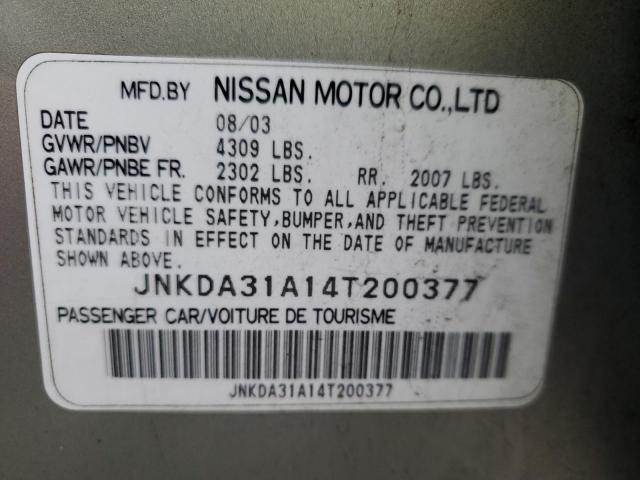 MFD.BY NISSAN MOTOR CO.,LTD
DATE 08/03
GVWR/PNBV 4309 LBS.
GAWR/PNBE FR. 2302 LBS. RR. 2007 LBS.
THIS VEHICLE CONFORMS TO ALL APPLICABLE FEDERAL
MOTOR VEHICLE SAFETY,BUMPER,AND THEFT PREVENTION
STANDARDS IN EFFECT ON THE DATE OF MANUFACTURE
SHOWN ABOVE.
JNKDA31A14T200377
PASSENGER CAR/VOITURE DE TOURISME
JNKDA31A14T200377